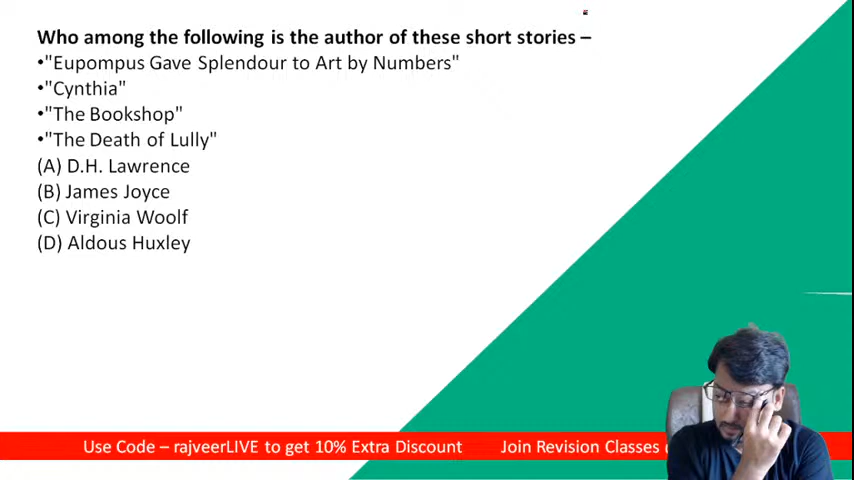 Who among the following is the author of these short stories –
•"Eupompus Gave Splendour to Art by Numbers"
•"Cynthia"
•"The Bookshop"
•"The Death of Lully"
(A) D.H. Lawrence
(B) James Joyce
(C) Virginia Woolf
(D) Aldous Huxley
Use Code – rajveerLIVE to get 10% Extra Discount Join Revision Classes